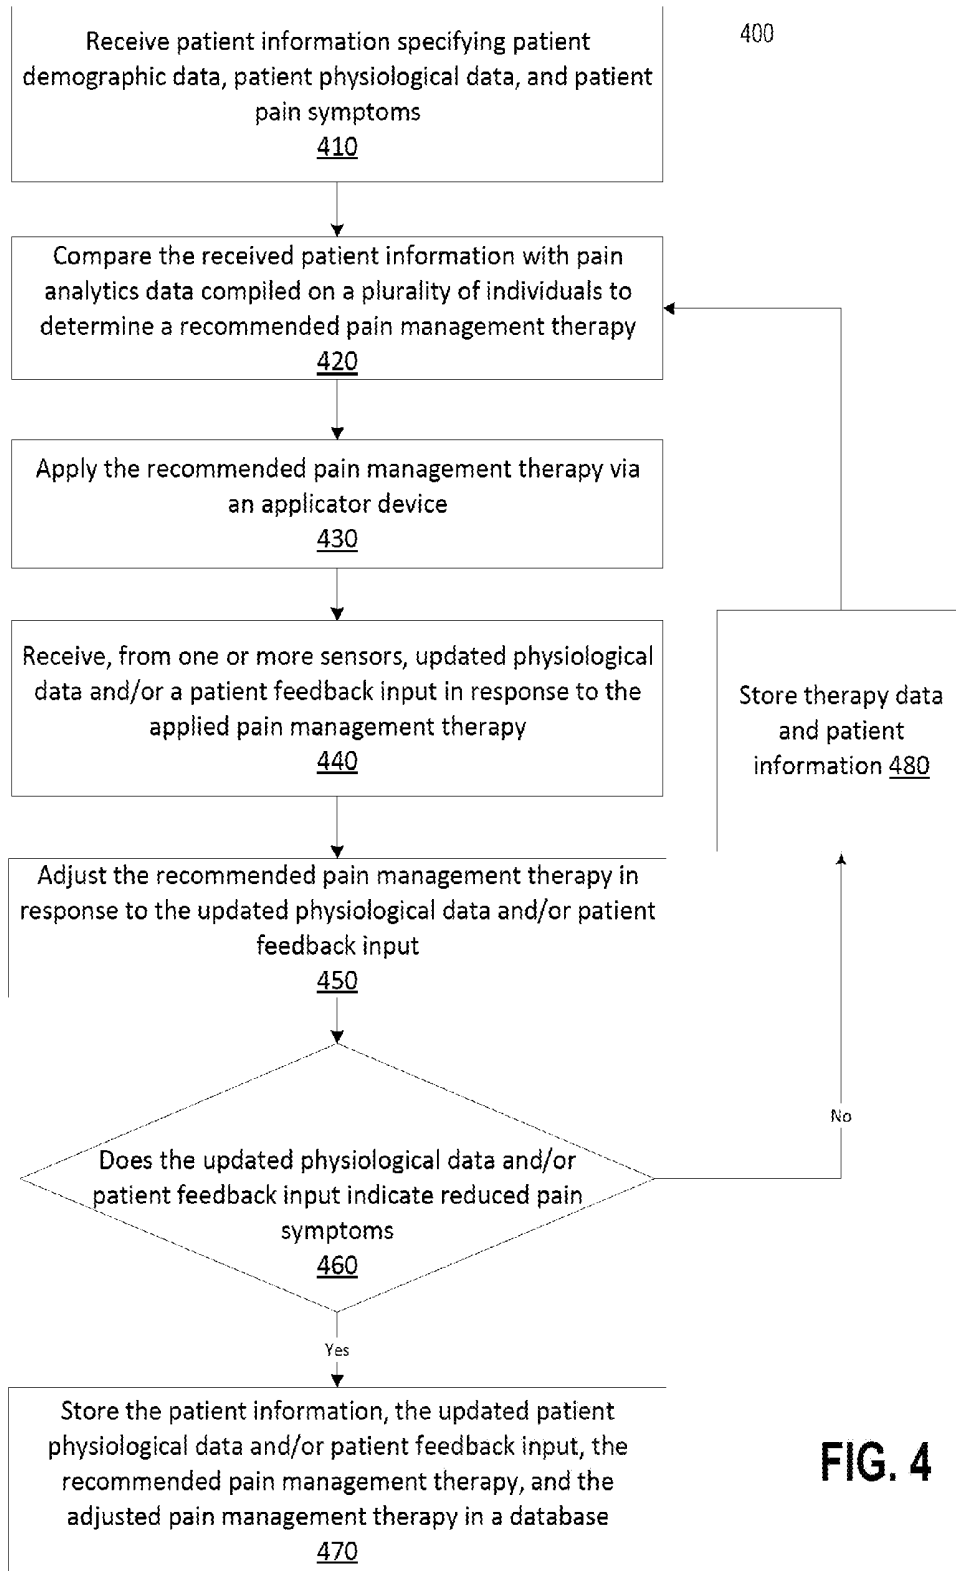 400
Receive patient information specifying patient
demographic data, patient physiological data, and patient
pain symptoms
410
Compare the received patient information with pain
analytics data compiled on a plurality of individuals to
determine a recommended pain management therapy
420
Apply the recommended pain management therapy via
an applicator device
430
Receive, from one or more sensors, updated physiological
data and/or a patient feedback input in response to the
applied pain management therapy
440
Store therapy data
and patient
information 480
Adjust the recommended pain management therapy in
response to the updated physiological data and/or patient
feedback input
450
No
Does the updated physiological data and/or
patient feedback input indicate reduced pain
symptoms
460
Yes
Store the patient information, the updated patient
physiological data and/or patient feedback input, the
recommended pain management therapy, and the
adjusted pain management therapy in a database
470
FIG. 4